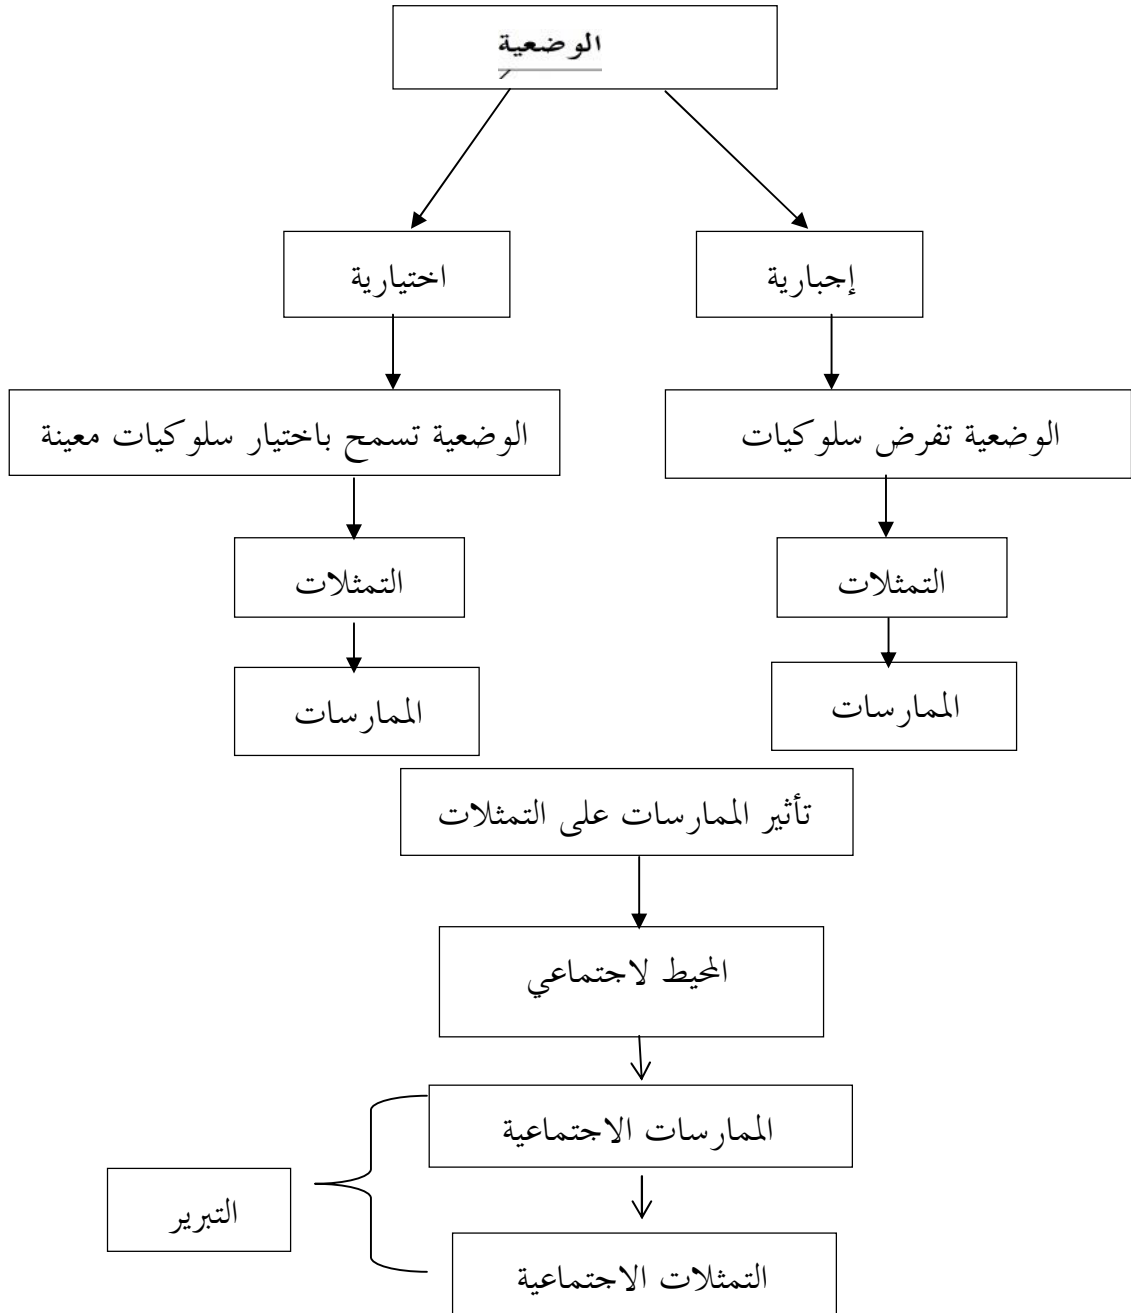 الوضعية
إجبارية
اختيارية
الوضعية تفرض سلوكيات
الوضعية تسمح باختيار سلوكيات معينة
التمثلات
التمثلات
الممارسات
الممارسات
تأثير الممارسات على التمثلات
المحيط لاجتماعي
الممارسات الاجتماعية
التبرير
التمثلات الاجتماعية